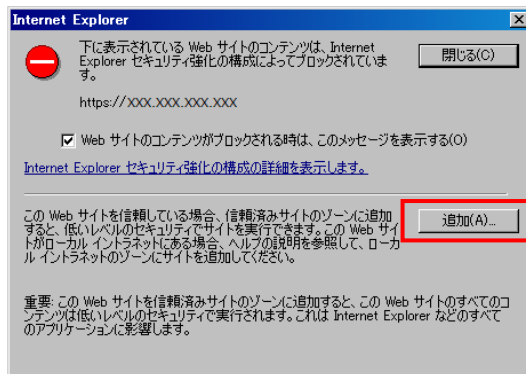 Internet Explorer
下に表示されている Web サイトのコンテンツは、Internet
Explorer セキュリティ強化の構成によってブロックされていま
す。
閉じる(C)
https://XXX.XXX.XXX.XXX
Web サイトのコンテンツがブロックされる時は、このメッセージを表示する(O)
Internet Explorer セキュリティ強化の構成の詳細を表示します。
この Web サイトを信頼している場合、信頼済みサイトのゾーンに追加
すると、低いレベルのセキュリティでサイトを実行できます。この Web サイ
トがローカル イントラネットにある場合、ヘルプの説明を参照して、ローカ
ル イントラネットのゾーンにサイトを追加してください。
追加(A)...
重要: この Web サイトを信頼済みサイトのゾーンに追加すると、この Web サイトのすべてのコ
ンテンツは低いレベルのセキュリティで実行されます。これは Internet Explorer などのすべて
のアプリケーションに影響します。